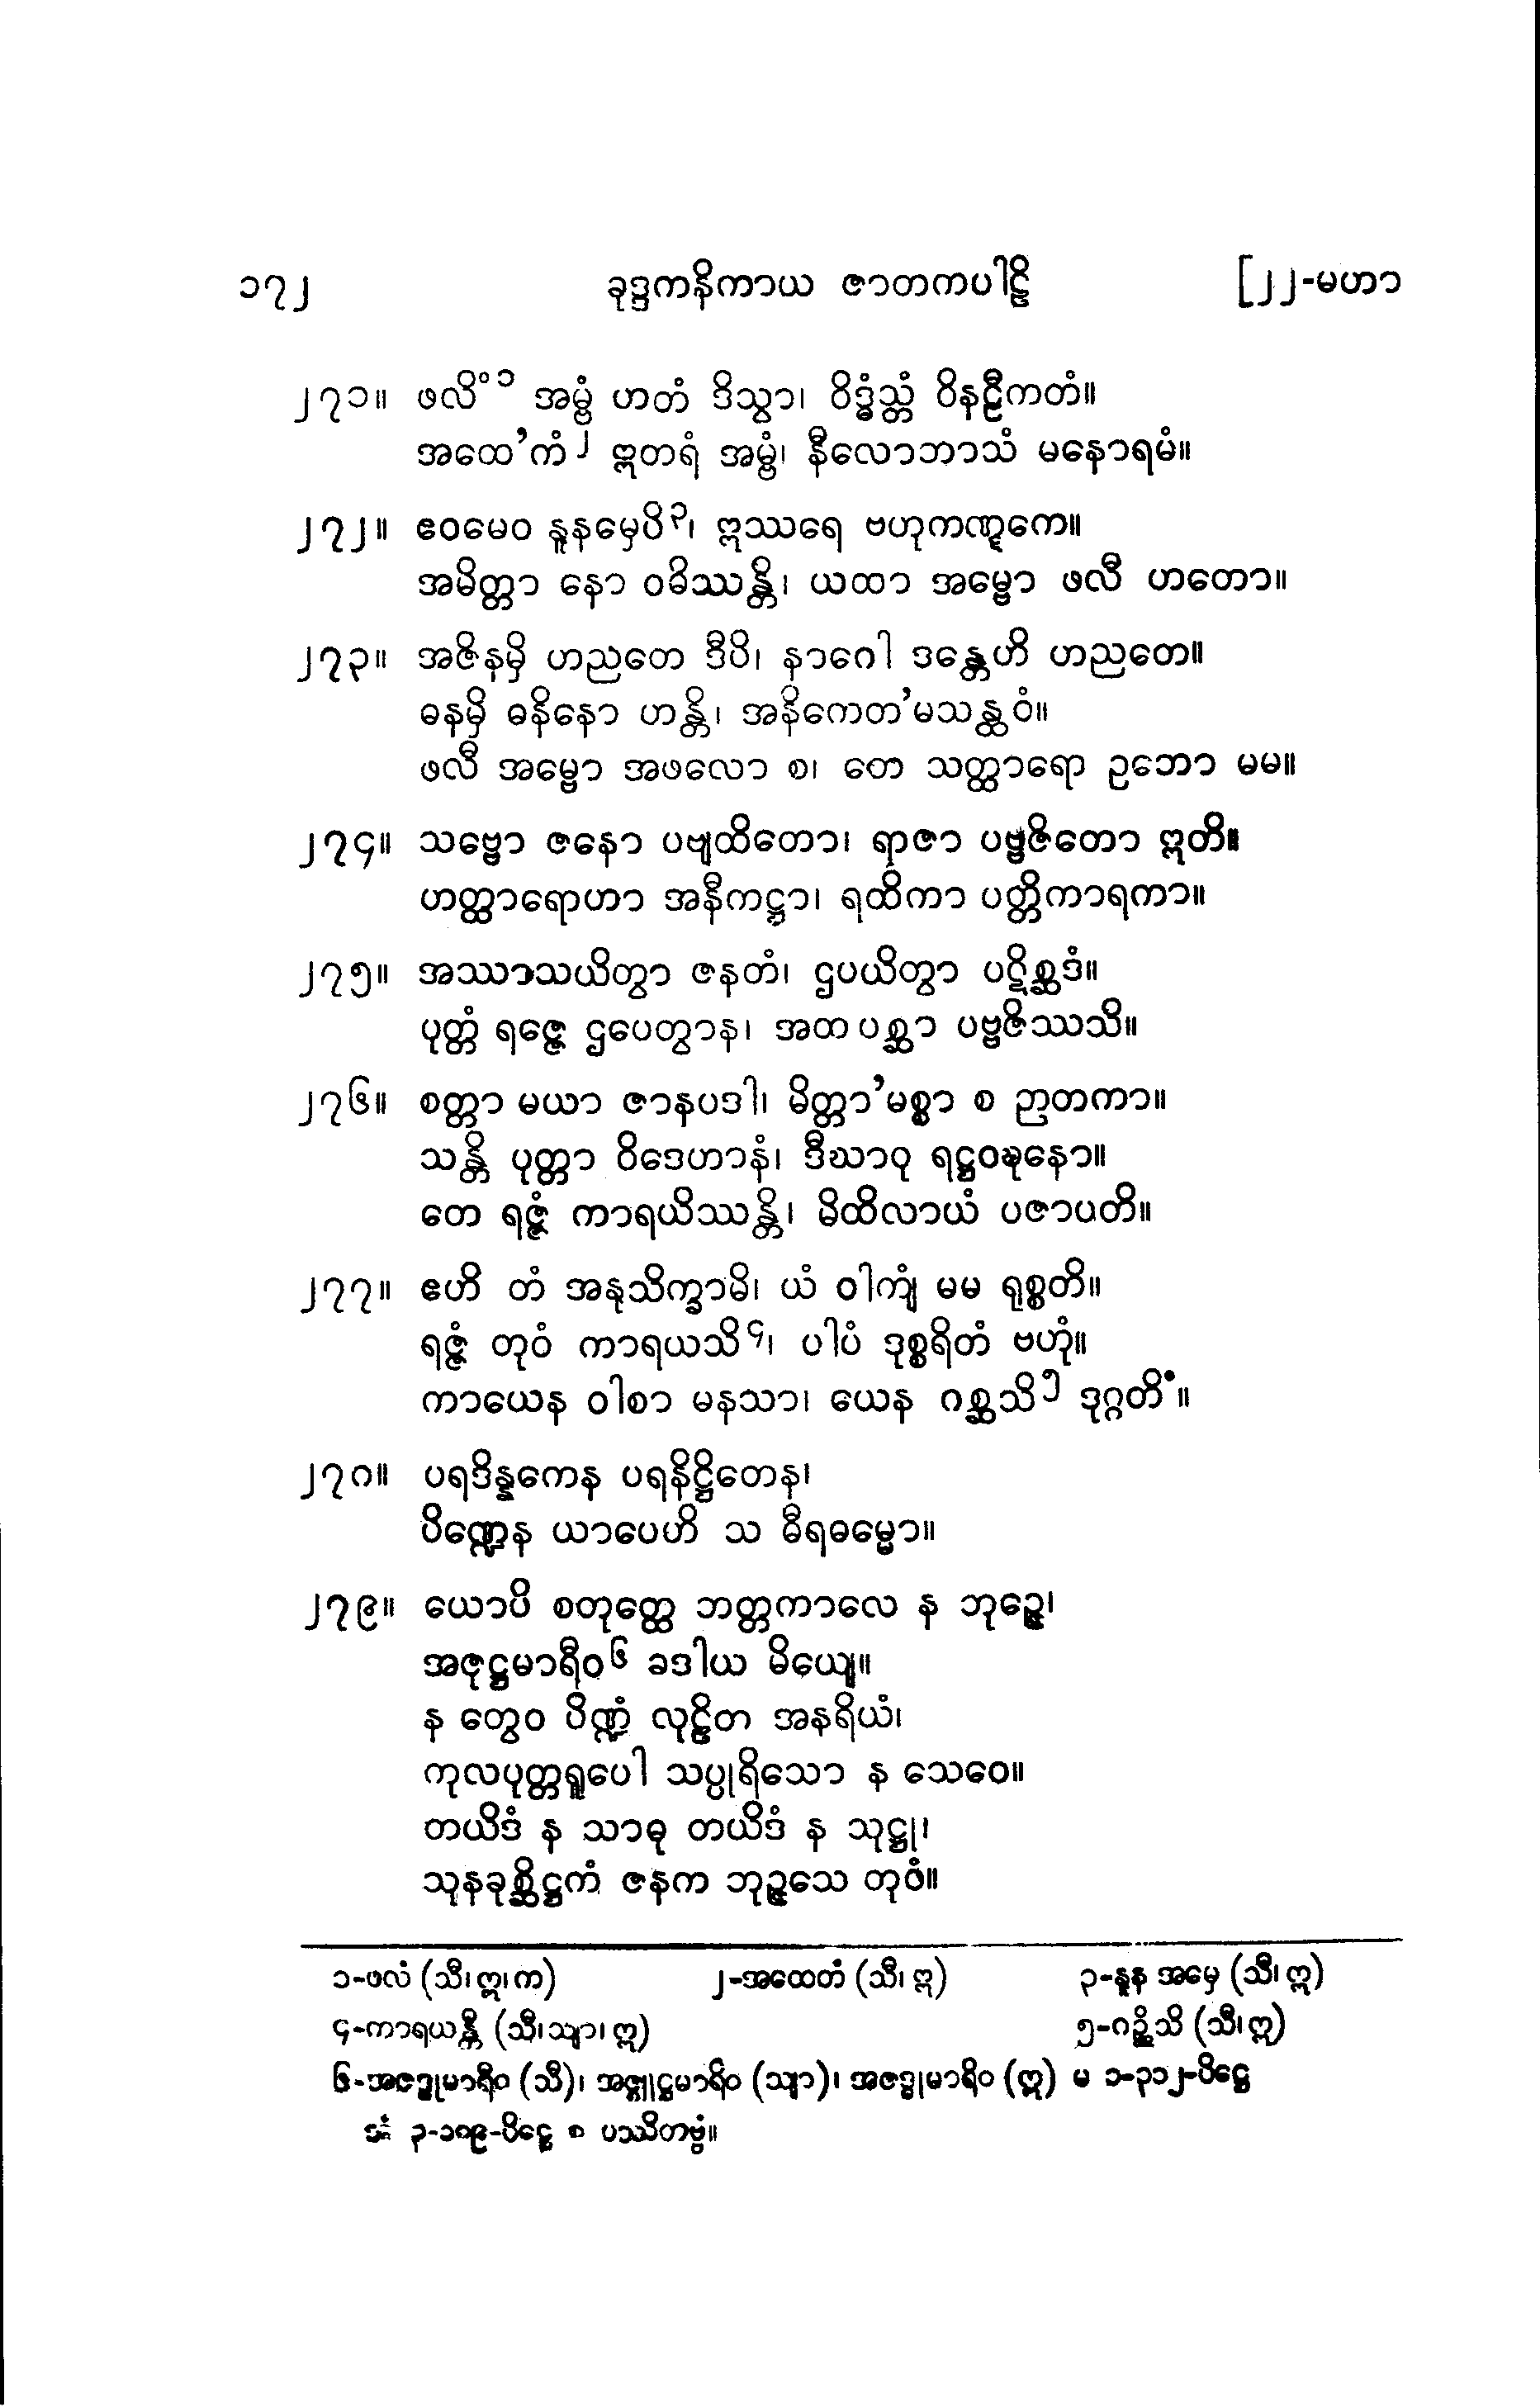 ၁၇၂ ခုဒ္ဒကနိကာယ ဇာတကပါဠိ [၂၂-မဟာ
၂၇၁။ ဖလိံ၁ အမ္ဗံ ဟတံ ဒိသွာ၊ ဝိဒ္ဓံသ္တံ ဝိနဠီကတံ။
အထေ’ကံ၂ ဣတရံ အမ္ဗံ၊ နီလောဘာသံ မနောရမံ။
၂၇၂။ ဧဝမေဝ နူနမှေပိ၃၊ ဣဿရေ ဗဟုကဏ္ဋကေ။
အမိတ္တာ နော ဝဓိဿန္တိ၊ ယထာ အမ္ဗော ဖလီ ဟတော။
၂၇၃။ အဇိနမှိ ဟညတေ ဒီပိ၊ နာဂေါ ဒန္တေဟိ ဟညတေ။
ဓနမှိ ဓနိနော ဟန္တိ၊ အနိကေတ’မသန္ထဝံ။
ဖလီ အမ္ဗော အဖလော စ၊ တေ သတ္ထာရော ဥဘော မမ။
၂၇၄။ သဗ္ဗော ဇနော ပဗျထိတော၊ ရာဇာ ပဗ္ဗဇိတော ဣတိ။
ဟတ္ထာရောဟာ အနီကဋ္ဌာ၊ ရထိကာ ပတ္တိကာရကာ။
၂၇၅။ အဿာသယိတွာ ဇနတံ၊ ဌပယိတွာ ပဋိစ္ဆဒံ။
ပုတ္တံ ရဇ္ဇေ ဌပေတွာန၊ အထ ပစ္ဆာ ပဗ္ဗဇိဿသိ။
၂၇၆။ စတ္တာ မယာ ဇာနပဒါ၊ မိတ္တာ’မစ္စာ စ ဉာတကာ။
သန္တိ ပုတ္တာ ဝိဒေဟာနံ၊ ဒီဃာဝု ရဋ္ဌဝဍ္ဎနော။
တေ ရဇ္ဇံ ကာရယိဿန္တိ၊ မိထိလာယံ ပဇာပတိ။
၂၇၇။ ဧဟိ တံ အနုသိက္ခာမိ၊ ယံ ဝါကျံ မမ ရုစ္စတိ။
ရဇ္ဇံ တုဝံ ကာရယသိ၄၊ ပါပံ ဒုစ္စရိတံ ဗဟုံ။
ကာယေန ဝါစာ မနသာ၊ ယေန ဂစ္ဆသိ၅ ဒုဂ္ဂတိံ။
၂၇၈။ ပရဒိန္နကေန ပရနိဋ္ဌိတေန၊
ပိဏ္ဍေန ယာပေဟိ သ ဓီရဓမ္မော။
၂၇၉။ ယောပိ စတုတ္ထေ ဘတ္တကာလေ န ဘုဉ္ဇေ၊
အဇုဋ္ဌမာရီဝ၆ ခဒါယ မိယျေ။
န တွေဝ ပိဏ္ဍံ လုဠိတ အနရိယံ၊
ကုလပုတ္တရူပေါ သပ္ပုရိသော န သေဝေ။
တယိဒံ န သာဓု တယိဒံ န သုဋ္ဌု၊
သုနခုစ္ဆိဋ္ဌကံ ဇနက ဘုဉ္ဇသေ တုဝံ။
၁-ဖလံ (သီ၊ ဣ၊ က) ၂-အထေတံ (သီ၊ ဣ) ၃-နူန အမှေ (သီ၊ ဣ)
၄-ကာရယန္တိ (သီ၊ သျာ၊ ဣ) ၅-ဂဉ္ဆိသိ (သီ၊ ဣ)
၆-အဇဒ္ဓုမာရီဝ (သီ)၊ အဇ္ဈုဋ္ဌမာရိဝ (သျာ)၊ အဇဒ္ဓုမာရိဝ (ဣ) မ ၁-၃၁၂-ပိဋ္ဌေ
အံ ၃-၁၈၉-ပိဋ္ဌေ စ ပဿိတဗ္ဗံ။